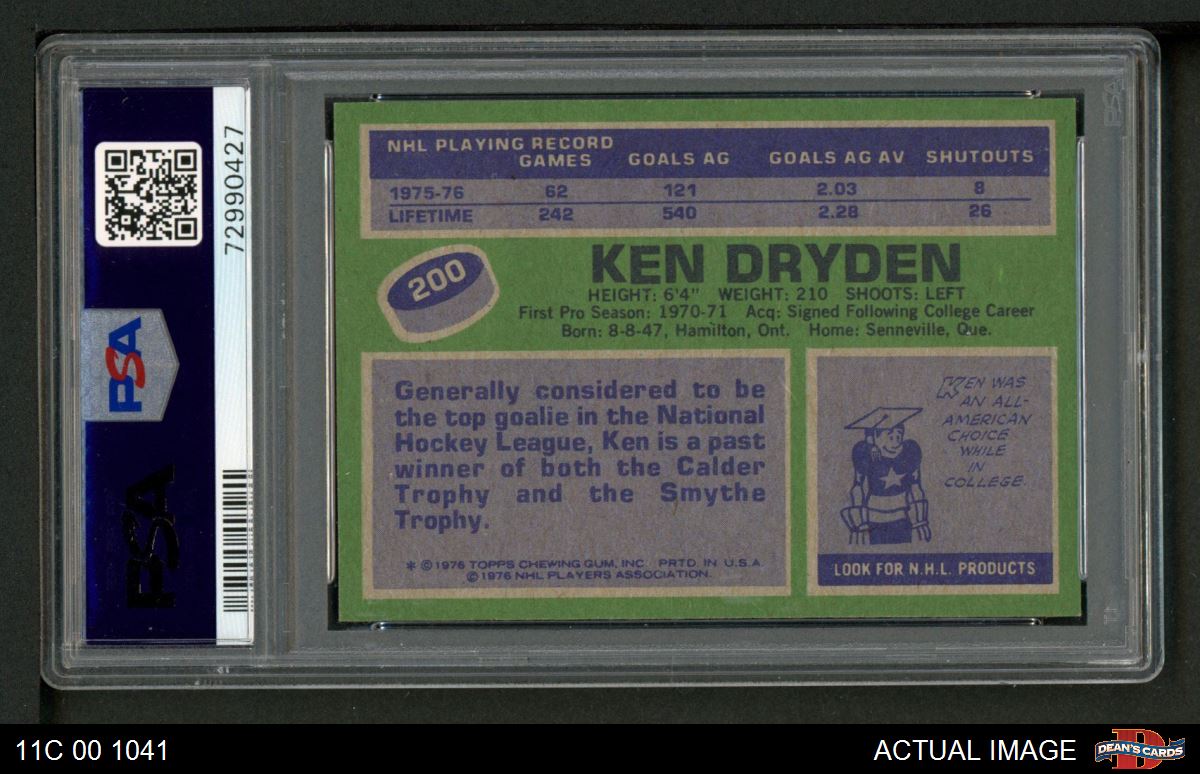 72990427
PSA
PSA
NHL PLAYING RECORD
GAMES GOALS AG GOALS AG AV SHUTOUTS
1975-76 62 121 2.03 8
LIFETIME 242 540 2.28 26
200
KEN DRYDEN
HEIGHT: 6'4" WEIGHT: 210 SHOOTS: LEFT
First Pro Season: 1970-71 Acq: Signed Following College Career
Born: 8-8-47, Hamilton, Ont. Home: Senneville, Que.
Generally considered to be
the top goalie in the National
Hockey League, Ken is a past
winner of both the Calder
Trophy and the Smythe
Trophy.
* © 1976 TOPPS CHEWING GUM, INC. PRTD. IN U.S.A.
© 1976 NHL PLAYERS ASSOCIATION.
KEN WAS
AN ALL-
AMERICAN
CHOICE
WHILE
IN
COLLEGE.
LOOK FOR N.H.L. PRODUCTS
PSA
11C 00 1041
ACTUAL IMAGE
DEAN'S CARDS